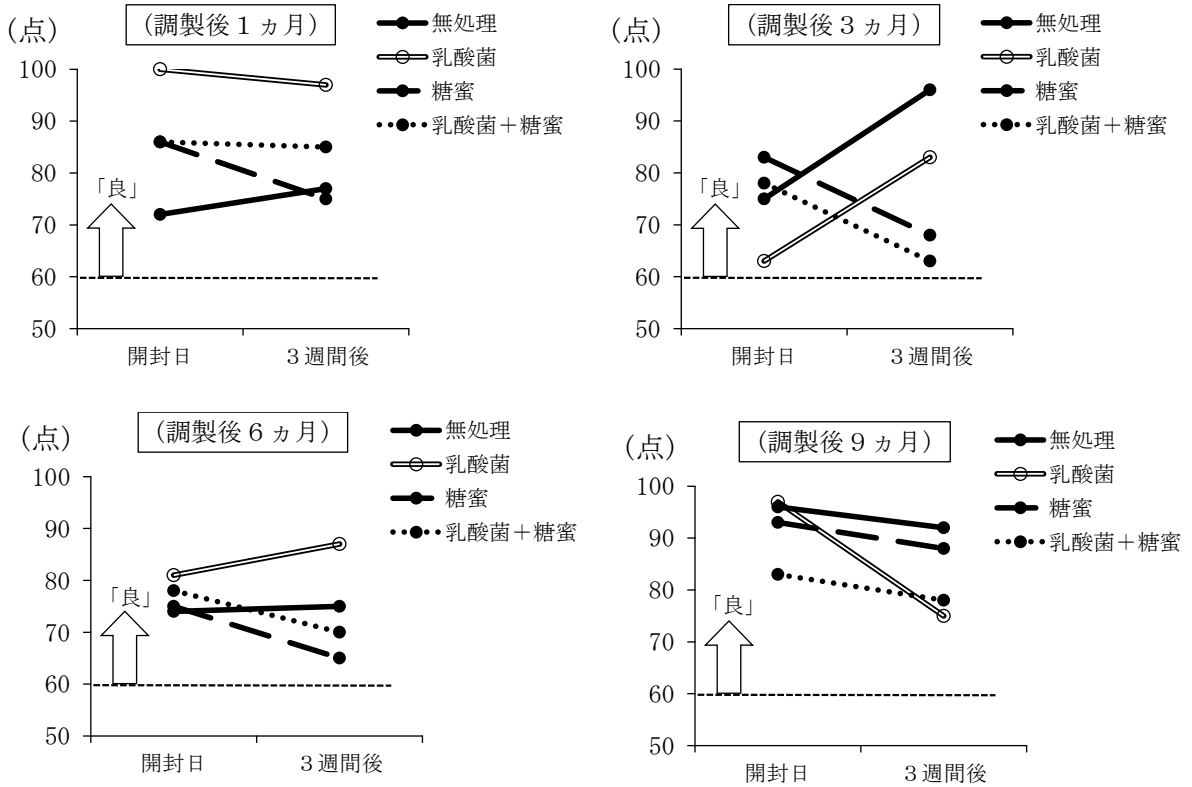 (調製後１ヵ月)
(点)
無処理
乳酸菌
糖蜜
乳酸菌＋糖蜜
100
90
80
70
60
50
「良」
開封日
３週間後
(調製後３ヵ月)
(点)
無処理
乳酸菌
糖蜜
乳酸菌＋糖蜜
100
90
80
70
60
50
「良」
開封日
３週間後
(調製後６ヵ月)
(点)
無処理
乳酸菌
糖蜜
乳酸菌＋糖蜜
100
90
80
70
60
50
「良」
開封日
３週間後
(調製後９ヵ月)
(点)
無処理
乳酸菌
糖蜜
乳酸菌＋糖蜜
100
90
80
70
60
50
「良」
開封日
３週間後